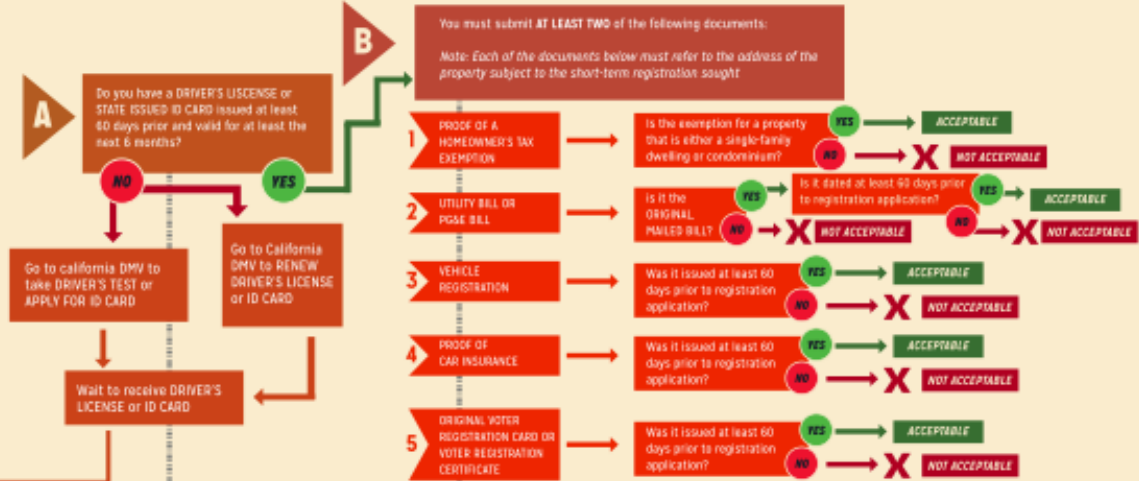 A
Do you have a DRIVER'S LISCENSE or
STATE ISSUED ID CARD issued at least
60 days prior and valid for at least the
next 6 months?
NO
YES
Go to california DMV to
take DRIVER'S TEST or
APPLY FOR ID CARD
Go to California
DMV to RENEW
DRIVER'S LICENSE
or ID CARD
Wait to receive DRIVER'S
LICENSE or ID CARD
B
You must submit AT LEAST TWO of the following documents:
Note: Each of the documents below must refer to the address of the
property subject to the short-term registration sought
1
PROOF OF A
HOMEOWNER'S TAX
EXEMPTION
Is the exemption for a property
that is either a single-family
dwelling or condominium?
YES
ACCEPTABLE
NO
X NOT ACCEPTABLE
2
UTILITY BILL OR
PG&E BILL
Is it the
ORIGINAL
MAILED BILL?
YES
NO
X NOT ACCEPTABLE
Is it dated at least 60 days prior
to registration application?
YES
ACCEPTABLE
NO
X NOT ACCEPTABLE
3
VEHICLE
REGISTRATION
Was it issued at least 60
days prior to registration
application?
YES
ACCEPTABLE
NO
X NOT ACCEPTABLE
4
PROOF OF
CAR INSURANCE
Was it issued at least 60
days prior to registration
application?
YES
ACCEPTABLE
NO
X NOT ACCEPTABLE
5
ORIGINAL VOTER
REGISTRATION CARD OR
VOTER REGISTRATION
CERTIFICATE
Was it issued at least 60
days prior to registration
application?
YES
ACCEPTABLE
NO
X NOT ACCEPTABLE